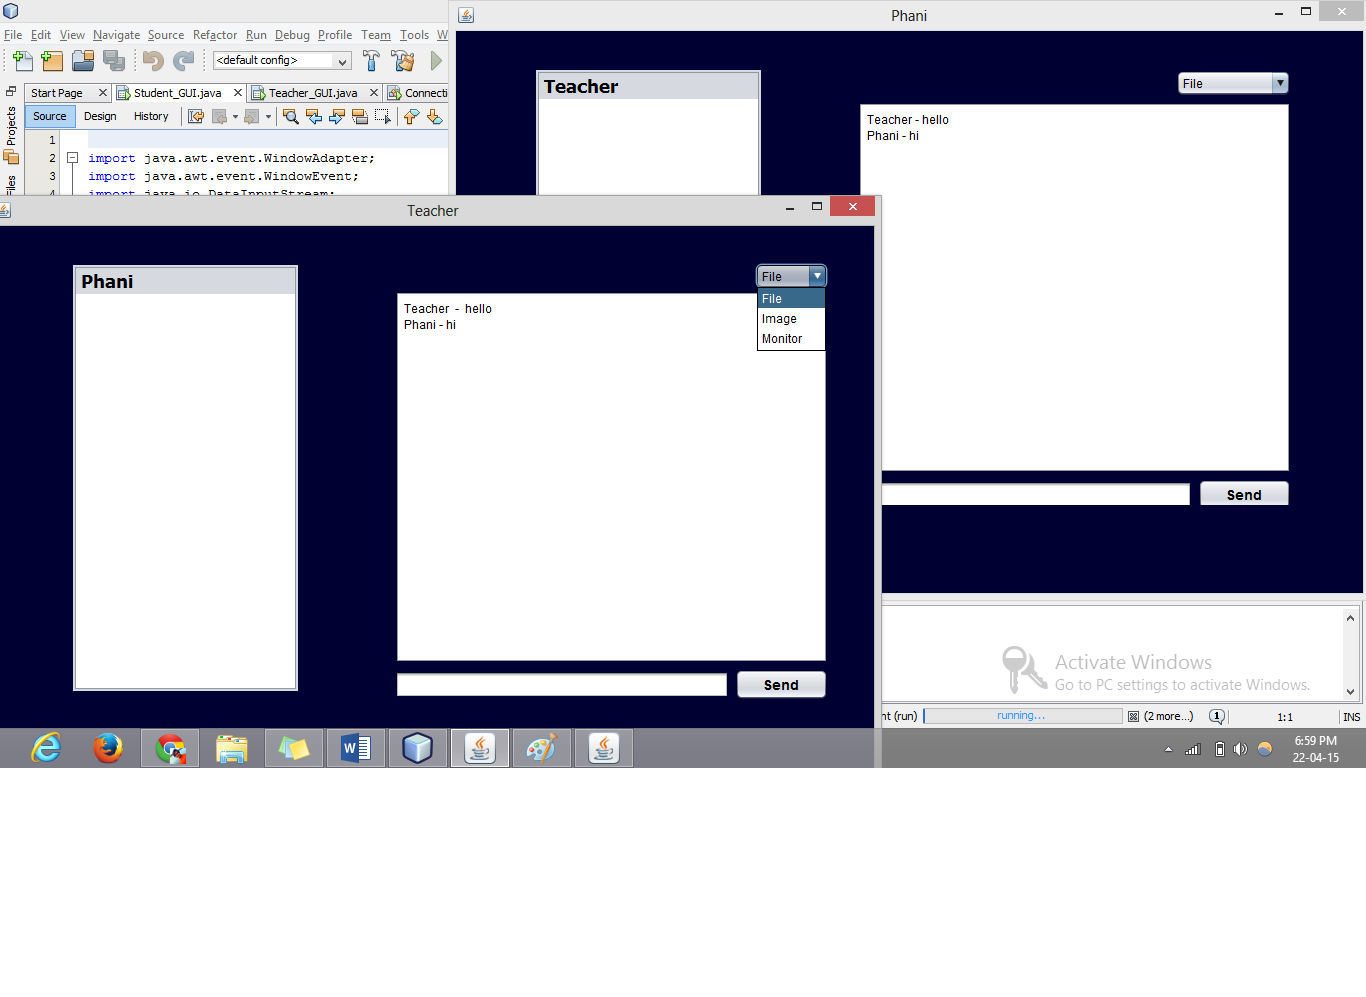 Phani
File Edit View Navigate Source Refactor Run Debug Profile Team Tools W
<default config>
Start Page Student_GUI.java Teacher_GUI.java Connecti
Source Design History
Projects
Files
1
2 import java.awt.event.WindowAdapter;
3 import java.awt.event.WindowEvent;
4 import java.io.DataInputStream;
Teacher
File
Teacher - hello
Phani - hi
Send
Teacher
Phani
File
File
Image
Monitor
Teacher - hello
Phani - hi
Send
Activate Windows
Go to PC settings to activate Windows.
nt (run) running... (2 more...) 1 1:1 INS
6:59 PM
22-04-15